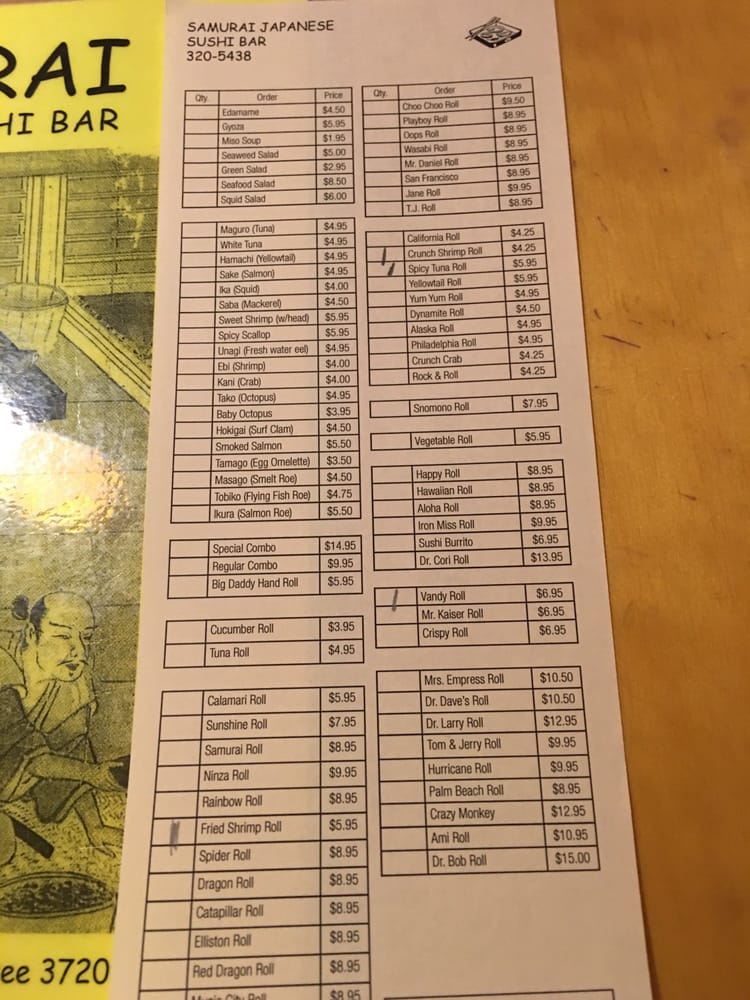 RAI
HI BAR
ee 3720
SAMURAI JAPANESE
SUSHI BAR
320-5438
Qty. Order Price
Edamame $4.50
Gyoza $5.95
Miso Soup $1.95
Seaweed Salad $5.00
Green Salad $2.95
Seafood Salad $8.50
Squid Salad $6.00
Maguro (Tuna) $4.95
White Tuna $4.95
Hamachi (Yellowtail) $4.95
Sake (Salmon) $4.95
Ika (Squid) $4.00
Saba (Mackerel) $4.50
Sweet Shrimp (w/head) $5.95
Spicy Scallop $5.95
Unagi (Fresh water eel) $4.95
Ebi (Shrimp) $4.00
Kani (Crab) $4.00
Tako (Octopus) $4.95
Baby Octopus $3.95
Hokigai (Surf Clam) $4.50
Smoked Salmon $5.50
Tamago (Egg Omelette) $3.50
Masago (Smelt Roe) $4.50
Tobiko (Flying Fish Roe) $4.75
Ikura (Salmon Roe) $5.50
Special Combo $14.95
Regular Combo $9.95
Big Daddy Hand Roll $5.95
Cucumber Roll $3.95
Tuna Roll $4.95
Calamari Roll $5.95
Sunshine Roll $7.95
Samurai Roll $8.95
Ninza Roll $9.95
Rainbow Roll $8.95
Fried Shrimp Roll $5.95
Spider Roll $8.95
Dragon Roll $8.95
Catapillar Roll $8.95
Elliston Roll $8.95
Red Dragon Roll $8.95
Music City Roll $8.95
Qty. Order Price
Choo Choo Roll $9.50
Playboy Roll $8.95
Oops Roll $8.95
Wasabi Roll $8.95
Mr. Daniel Roll $8.95
San Francisco $8.95
Jane Roll $9.95
T.J. Roll $8.95
California Roll $4.25
Crunch Shrimp Roll $4.25
Spicy Tuna Roll $5.95
Yellowtail Roll $5.95
Yum Yum Roll $4.95
Dynamite Roll $4.50
Alaska Roll $4.95
Philadelphia Roll $4.95
Crunch Crab $4.25
Rock & Roll $4.25
Snomono Roll $7.95
Vegetable Roll $5.95
Happy Roll $8.95
Hawaiian Roll $8.95
Aloha Roll $8.95
Iron Miss Roll $9.95
Sushi Burrito $6.95
Dr. Cori Roll $13.95
Vandy Roll $6.95
Mr. Kaiser Roll $6.95
Crispy Roll $6.95
Mrs. Empress Roll $10.50
Dr. Dave's Roll $10.50
Dr. Larry Roll $12.95
Tom & Jerry Roll $9.95
Hurricane Roll $9.95
Palm Beach Roll $8.95
Crazy Monkey $12.95
Ami Roll $10.95
Dr. Bob Roll $15.00